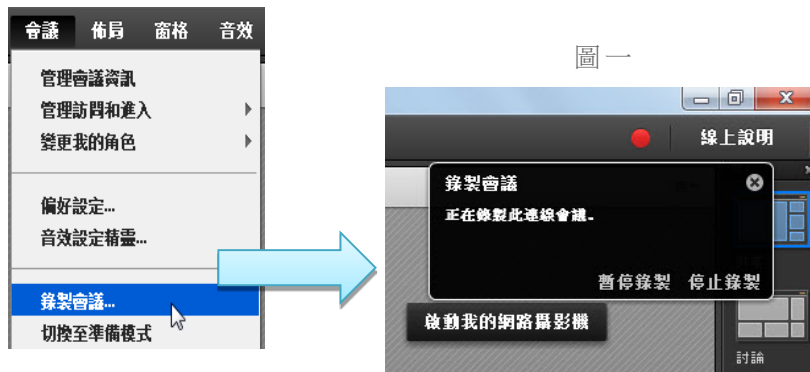 會議 佈局 窗格 音效
管理會議資訊
管理訪問和進入
變更我的角色
偏好設定...
音效設定精靈...
錄製會議...
切換至準備模式
圖一
線上說明
錄製會議
正在錄製此連線會議。
暫停錄製 停止錄製
啟動我的網路攝影機
討論